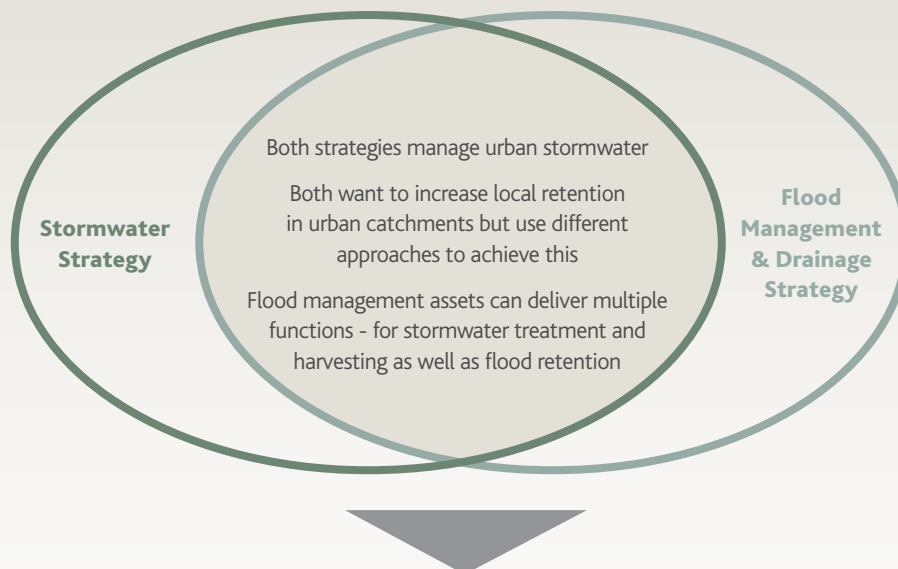 Stormwater
Strategy
Both strategies manage urban stormwater
Both want to increase local retention
in urban catchments but use different
approaches to achieve this
Flood management assets can deliver multiple
functions - for stormwater treatment and
harvesting as well as flood retention
Flood
Management
& Drainage
Strategy